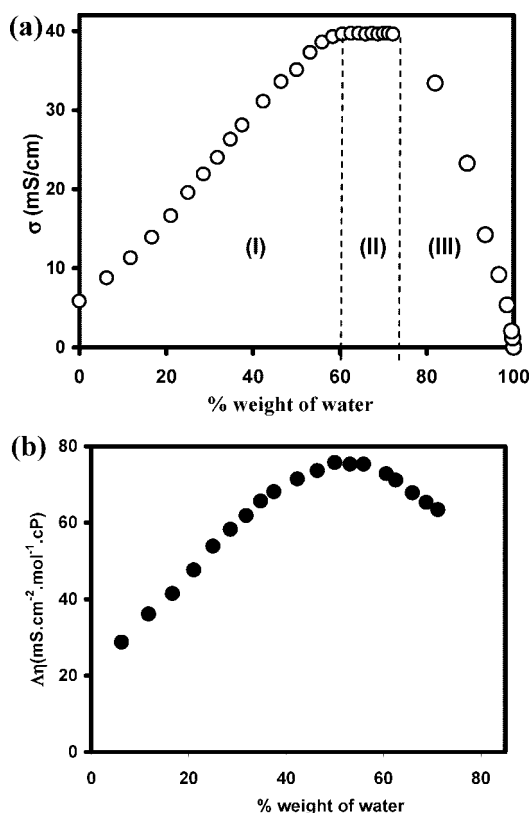 (a)
40
30
20
10
0
σ (mS/cm)
(I)
(II)
(III)
0 20 40 60 80 100
% weight of water
(b)
80
60
40
20
0
Λη(mS.cm⁻².mol⁻¹.cP)
0 20 40 60 80
% weight of water